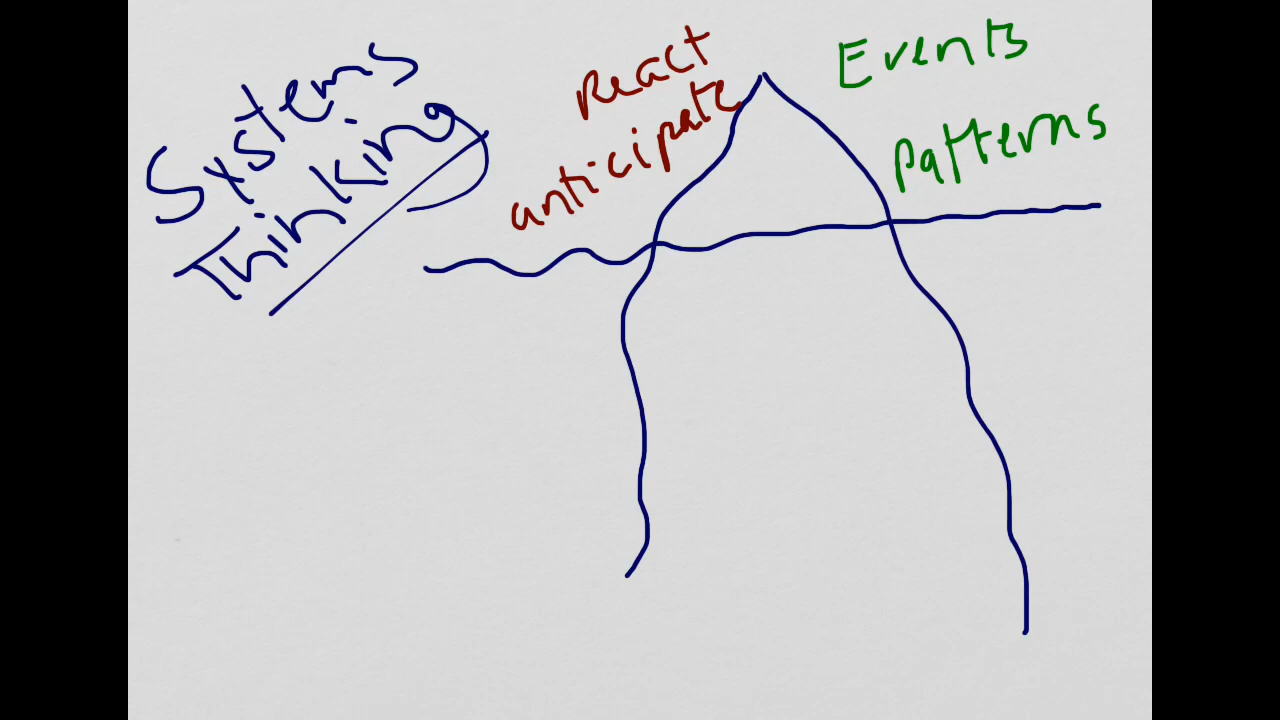 Systems
Thinking
React
anticipate
Events
Patterns